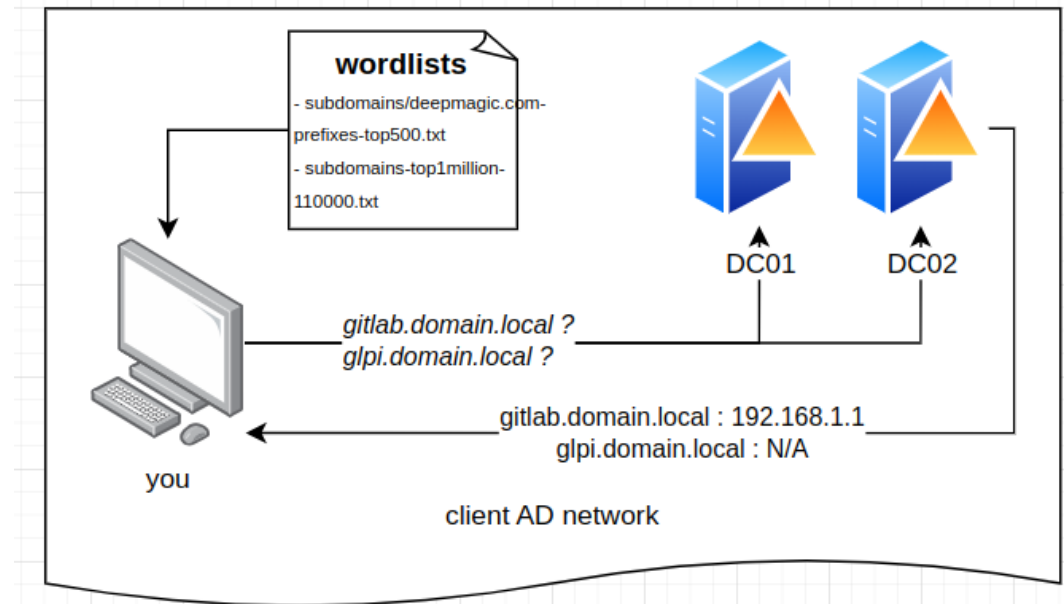 wordlists
- subdomains/deepmagic.com-
prefixes-top500.txt
- subdomains-top1million-
110000.txt
DC01
DC02
gitlab.domain.local ?
glpi.domain.local ?
gitlab.domain.local : 192.168.1.1
glpi.domain.local : N/A
you
client AD network